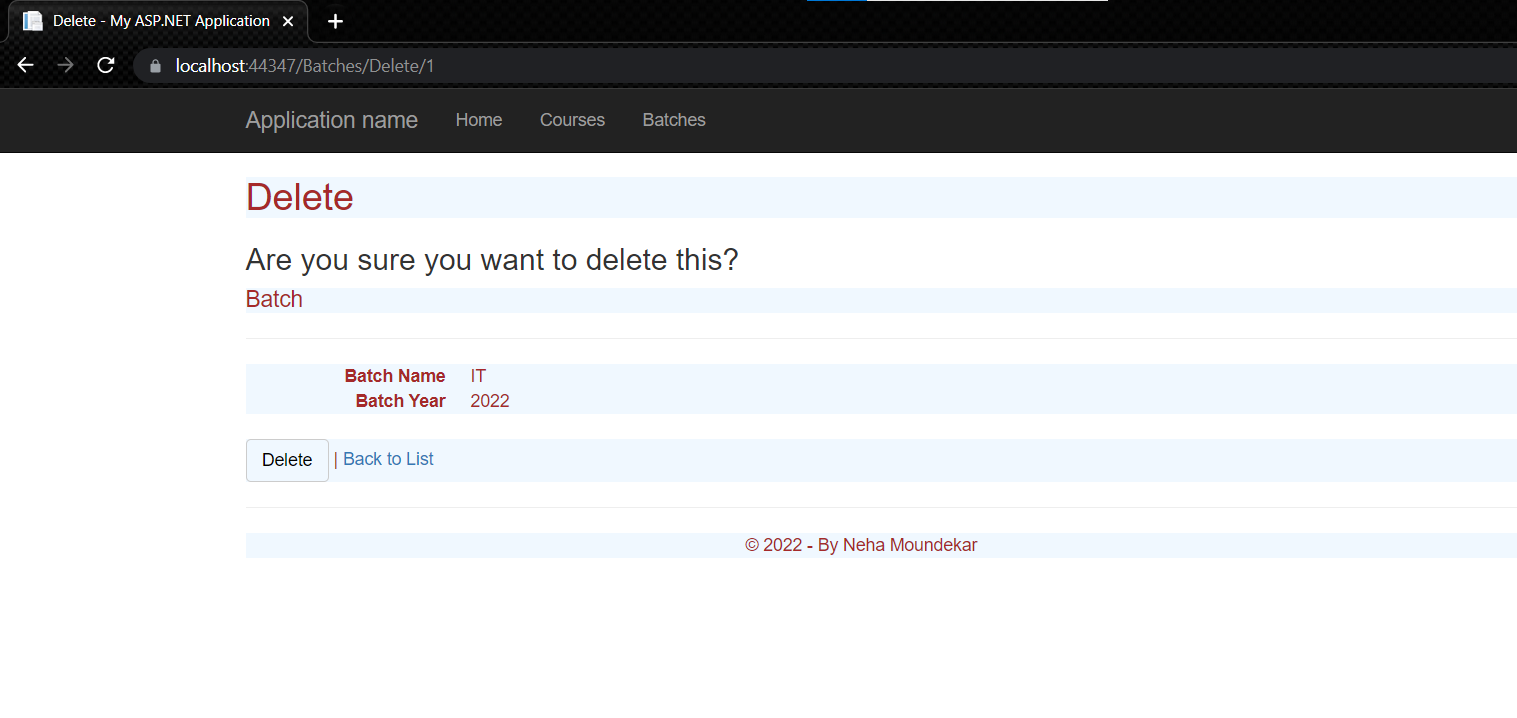 Delete - My ASP.NET Application
localhost:44347/Batches/Delete/1
Application name Home Courses Batches
Delete
Are you sure you want to delete this?
Batch
Batch Name IT
Batch Year 2022
Delete | Back to List
© 2022 - By Neha Moundekar